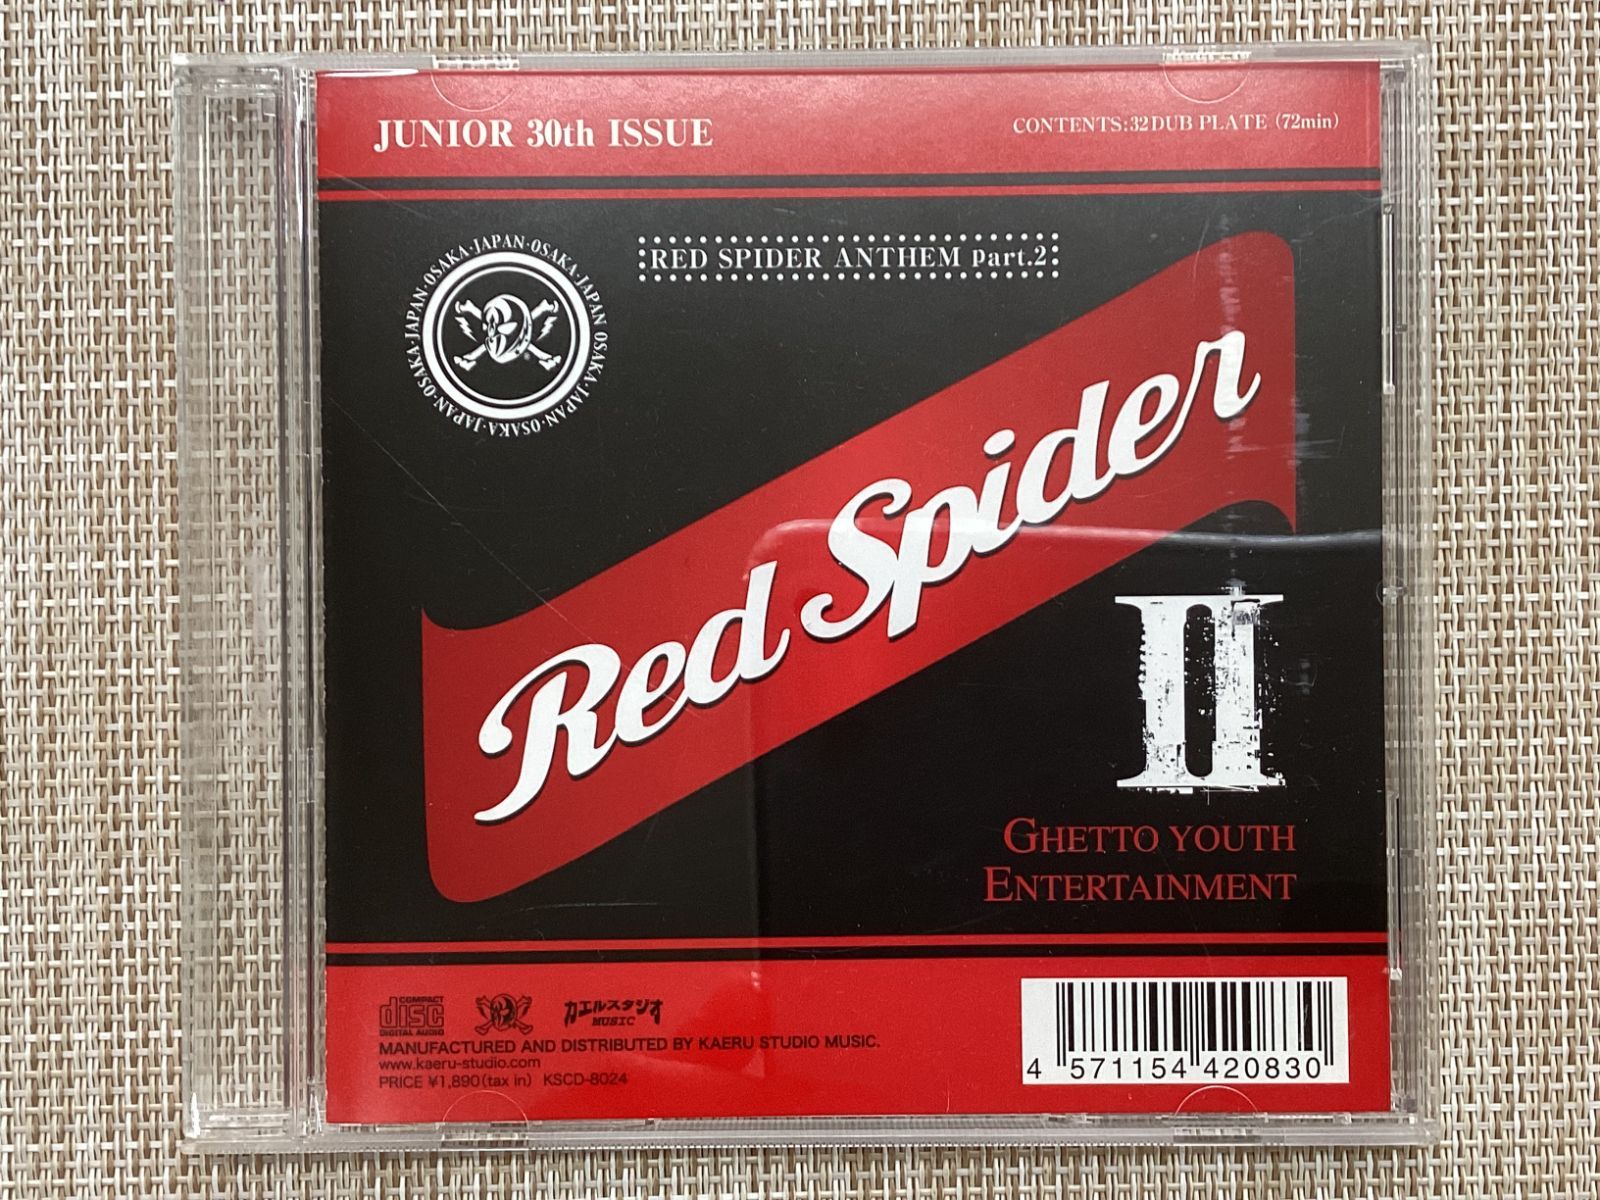 JUNIOR 30th ISSUE
CONTENTS:32DUB PLATE (72min)
OSAKA·JAPAN·OSAKA·JAPAN·OSAKA·JAPAN·OSAKA·JAPAN
RED SPIDER ANTHEM part.2
Red Spider
II
GHETTO YOUTH
ENTERTAINMENT
COMPACT
disc
DIGITAL AUDIO
カエルスタジオ
MUSIC
MANUFACTURED AND DISTRIBUTED BY KAERU STUDIO MUSIC.
www.kaeru-studio.com
PRICE ¥1,890(tax in) KSCD-8024
4 571154 420830